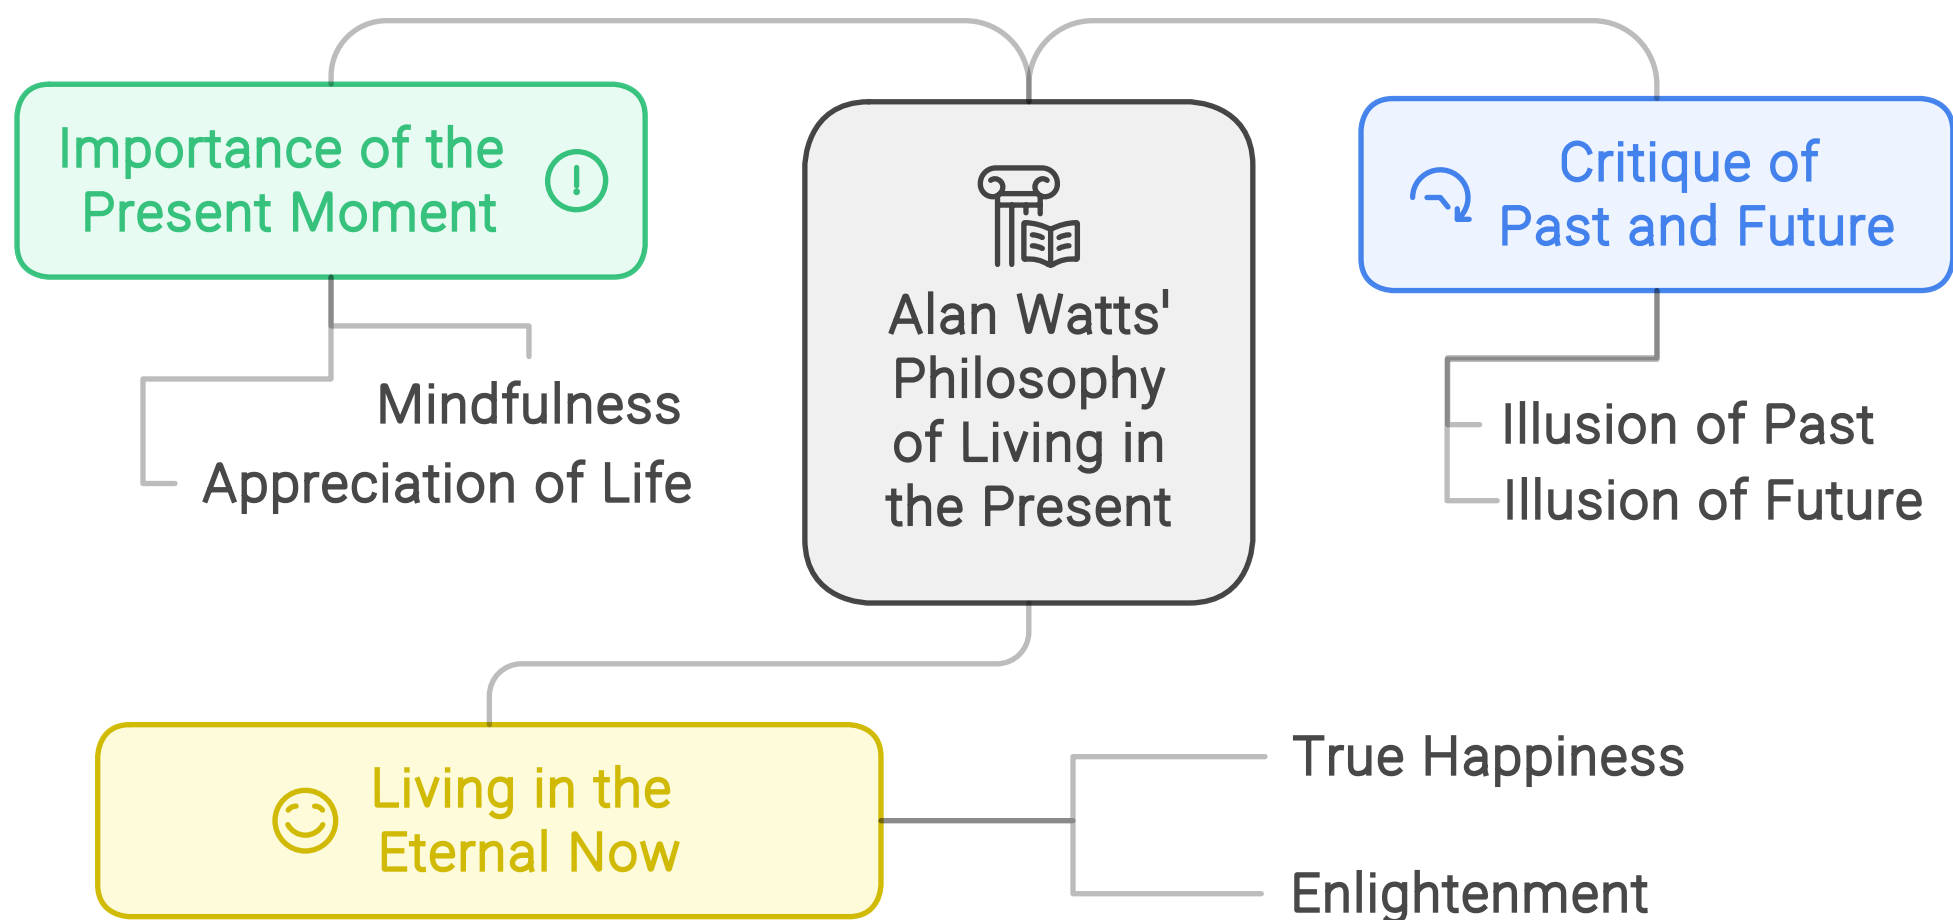 Importance of the
Present Moment
Mindfulness
Appreciation of Life
Alan Watts'
Philosophy
of Living in
the Present
Critique of
Past and Future
Illusion of Past
Illusion of Future
Living in the
Eternal Now
True Happiness
Enlightenment